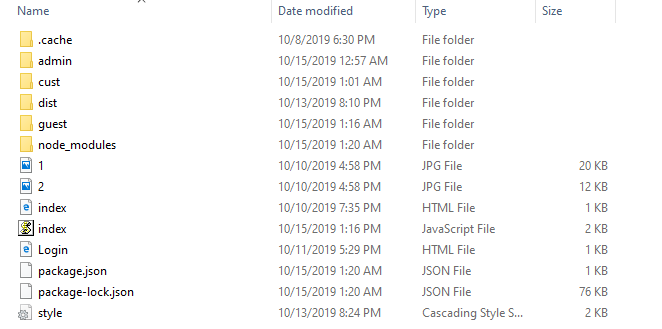 Name Date modified Type Size
.cache 10/8/2019 6:30 PM File folder
admin 10/15/2019 12:57 AM File folder
cust 10/15/2019 1:01 AM File folder
dist 10/13/2019 8:10 PM File folder
guest 10/15/2019 1:16 AM File folder
node_modules 10/15/2019 1:20 AM File folder
1 10/10/2019 4:58 PM JPG File 20 KB
2 10/10/2019 4:58 PM JPG File 12 KB
index 10/10/2019 7:35 PM HTML File 1 KB
index 10/15/2019 1:16 PM JavaScript File 2 KB
Login 10/11/2019 5:29 PM HTML File 1 KB
package.json 10/15/2019 1:20 AM JSON File 1 KB
package-lock.json 10/15/2019 1:20 AM JSON File 76 KB
style 10/13/2019 8:24 PM Cascading Style S... 2 KB